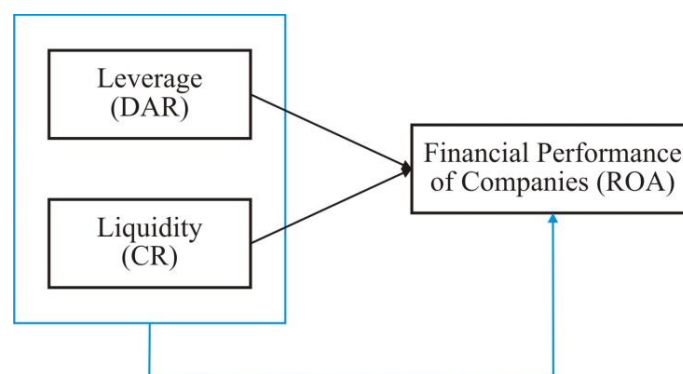 Leverage
(DAR)
Financial Performance
of Companies (ROA)
Liquidity
(CR)